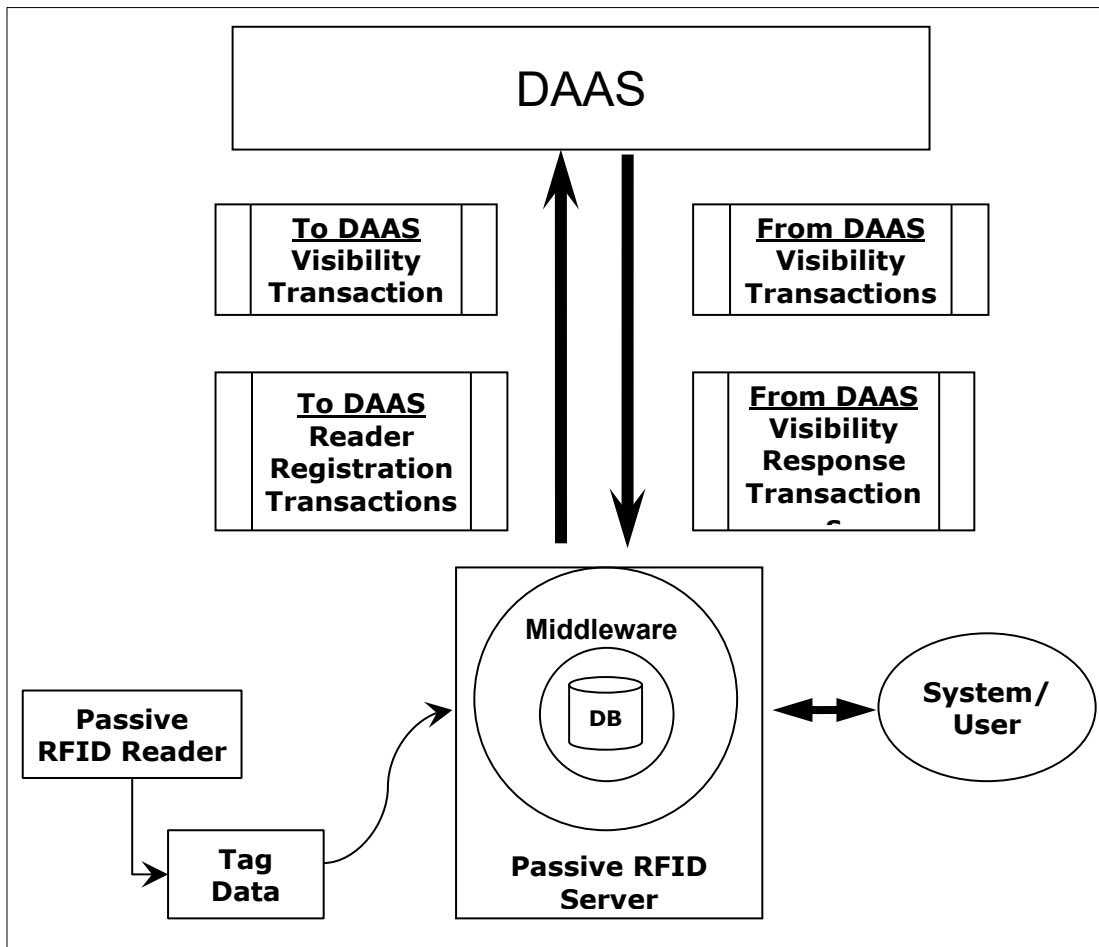 DAAS
To DAAS
Visibility
Transaction
From DAAS
Visibility
Transactions
To DAAS
Reader
Registration
Transactions
From DAAS
Visibility
Response
Transaction
s
Middleware
DB
Passive RFID
Server
System/
User
Passive
RFID Reader
Tag
Data